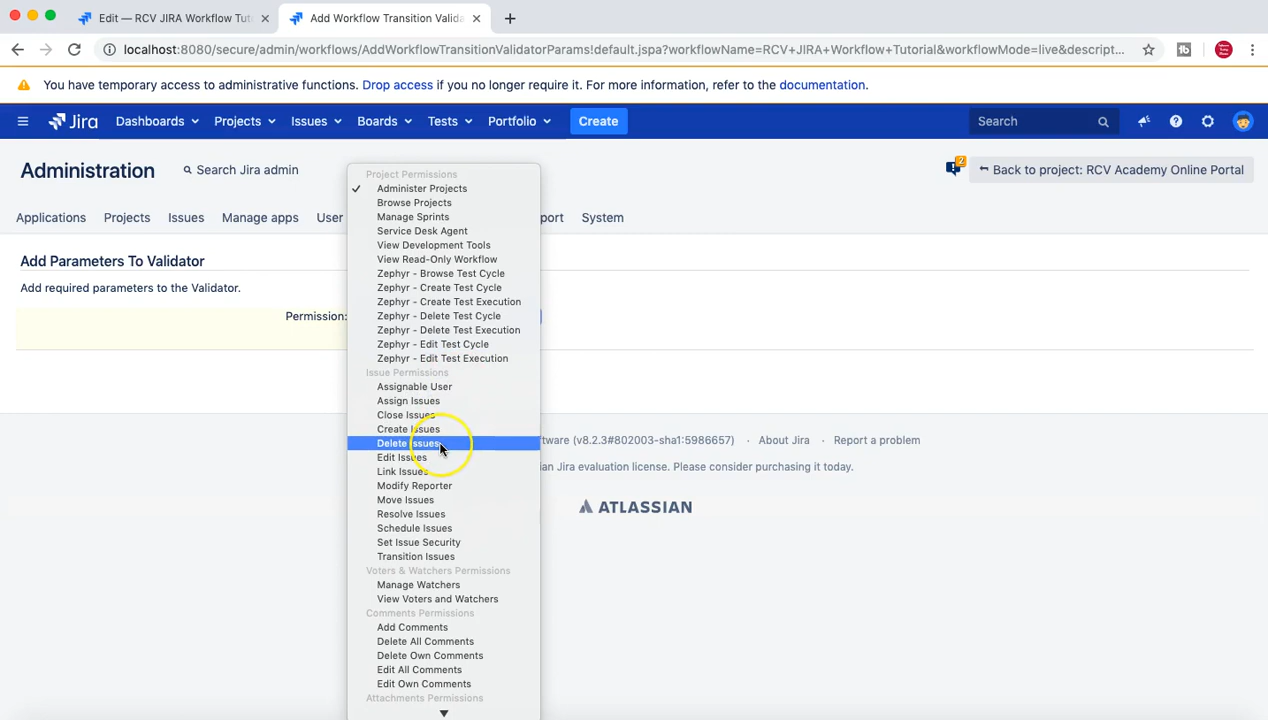 Edit — RCV JIRA Workflow Tut
Add Workflow Transition Valida
localhost:8080/secure/admin/workflows/AddWorkflowTransitionValidatorParams!default.jspa?workflowName=RCV+JIRA+Workflow+Tutorial&workflowMode=live&descript...
You have temporary access to administrative functions. Drop access if you no longer require it. For more information, refer to the documentation.
Jira Dashboards Projects Issues Boards Tests Portfolio Create Search
Administration Search Jira admin 2 Back to project: RCV Academy Online Portal
Applications Projects Issues Manage apps User port System
Add Parameters To Validator
Add required parameters to the Validator.
Permission:
Project Permissions
Administer Projects
Browse Projects
Manage Sprints
Service Desk Agent
View Development Tools
View Read-Only Workflow
Zephyr - Browse Test Cycle
Zephyr - Create Test Cycle
Zephyr - Create Test Execution
Zephyr - Delete Test Cycle
Zephyr - Delete Test Execution
Zephyr - Edit Test Cycle
Zephyr - Edit Test Execution
Issue Permissions
Assignable User
Assign Issues
Close Issues
Create Issues
Delete Issues
Edit Issues
Link Issues
Modify Reporter
Move Issues
Resolve Issues
Schedule Issues
Set Issue Security
Transition Issues
Voters & Watchers Permissions
Manage Watchers
View Voters and Watchers
Comments Permissions
Add Comments
Delete All Comments
Delete Own Comments
Edit All Comments
Edit Own Comments
Attachments Permissions
ftware (v8.2.3#802003-sha1:5986657) · About Jira · Report a problem
ian Jira evaluation license. Please consider purchasing it today.
ATLASSIAN